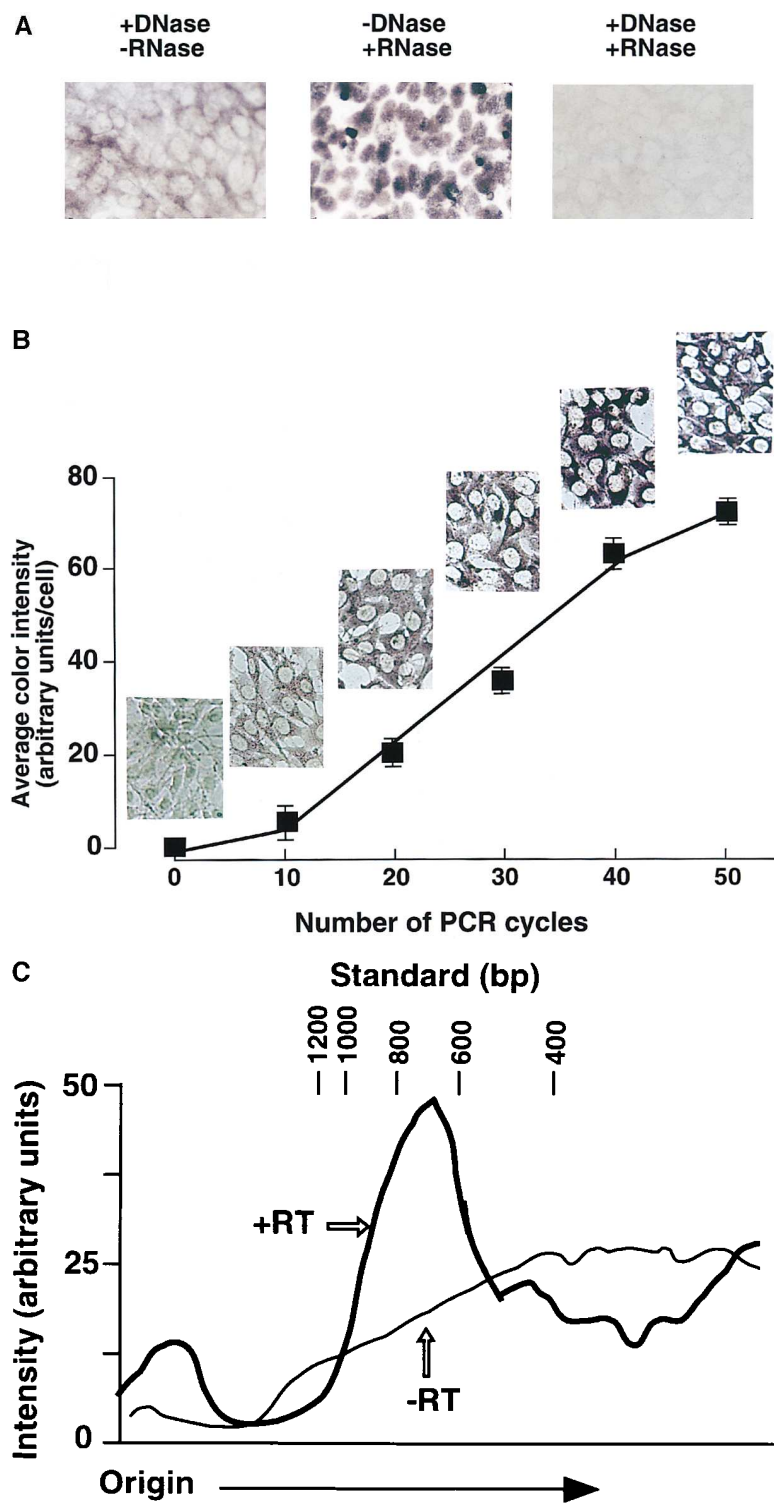 A
+DNase
-RNase
-DNase
+RNase
+DNase
+RNase
B
Average color intensity
(arbitrary units/cell)
80
60
40
20
0
0 10 20 30 40 50
Number of PCR cycles
C
Standard (bp)
1200 1000 800 600 400
Intensity (arbitrary units)
50
25
0
+RT
-RT
Origin